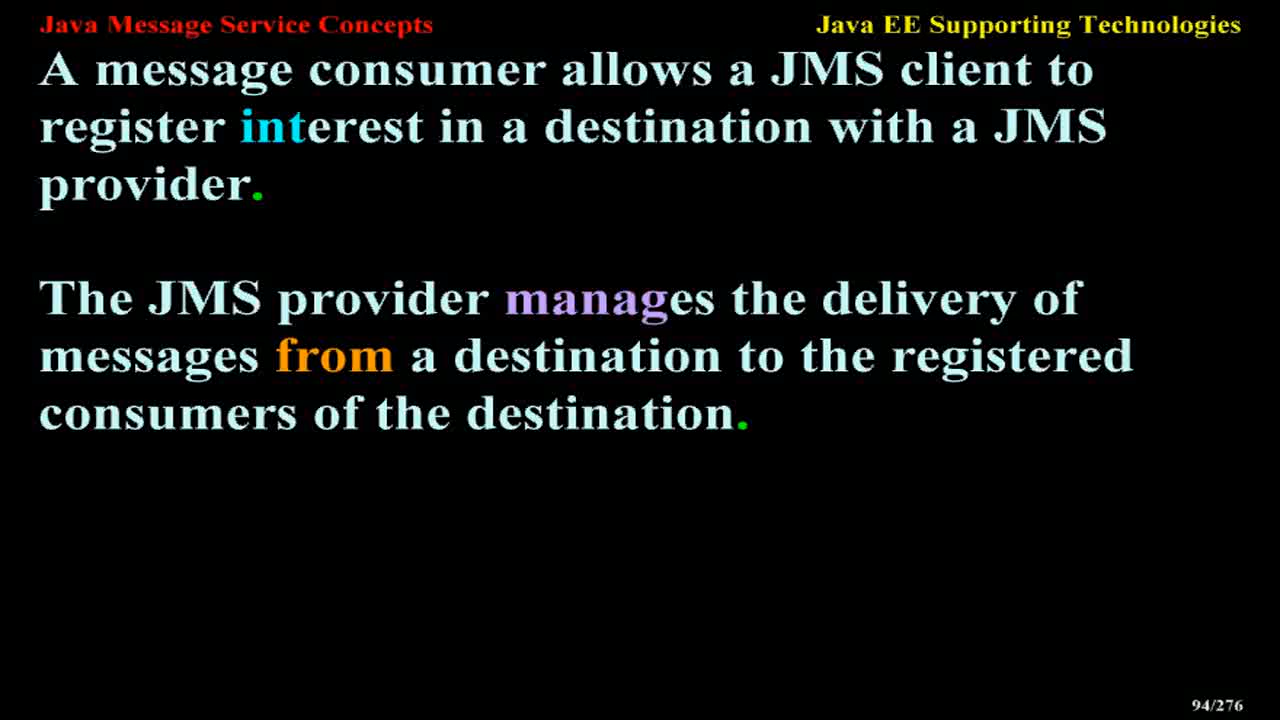 Java Message Service Concepts
Java EE Supporting Technologies
A message consumer allows a JMS client to
register interest in a destination with a JMS
provider.
The JMS provider manages the delivery of
messages from a destination to the registered
consumers of the destination.
94/276